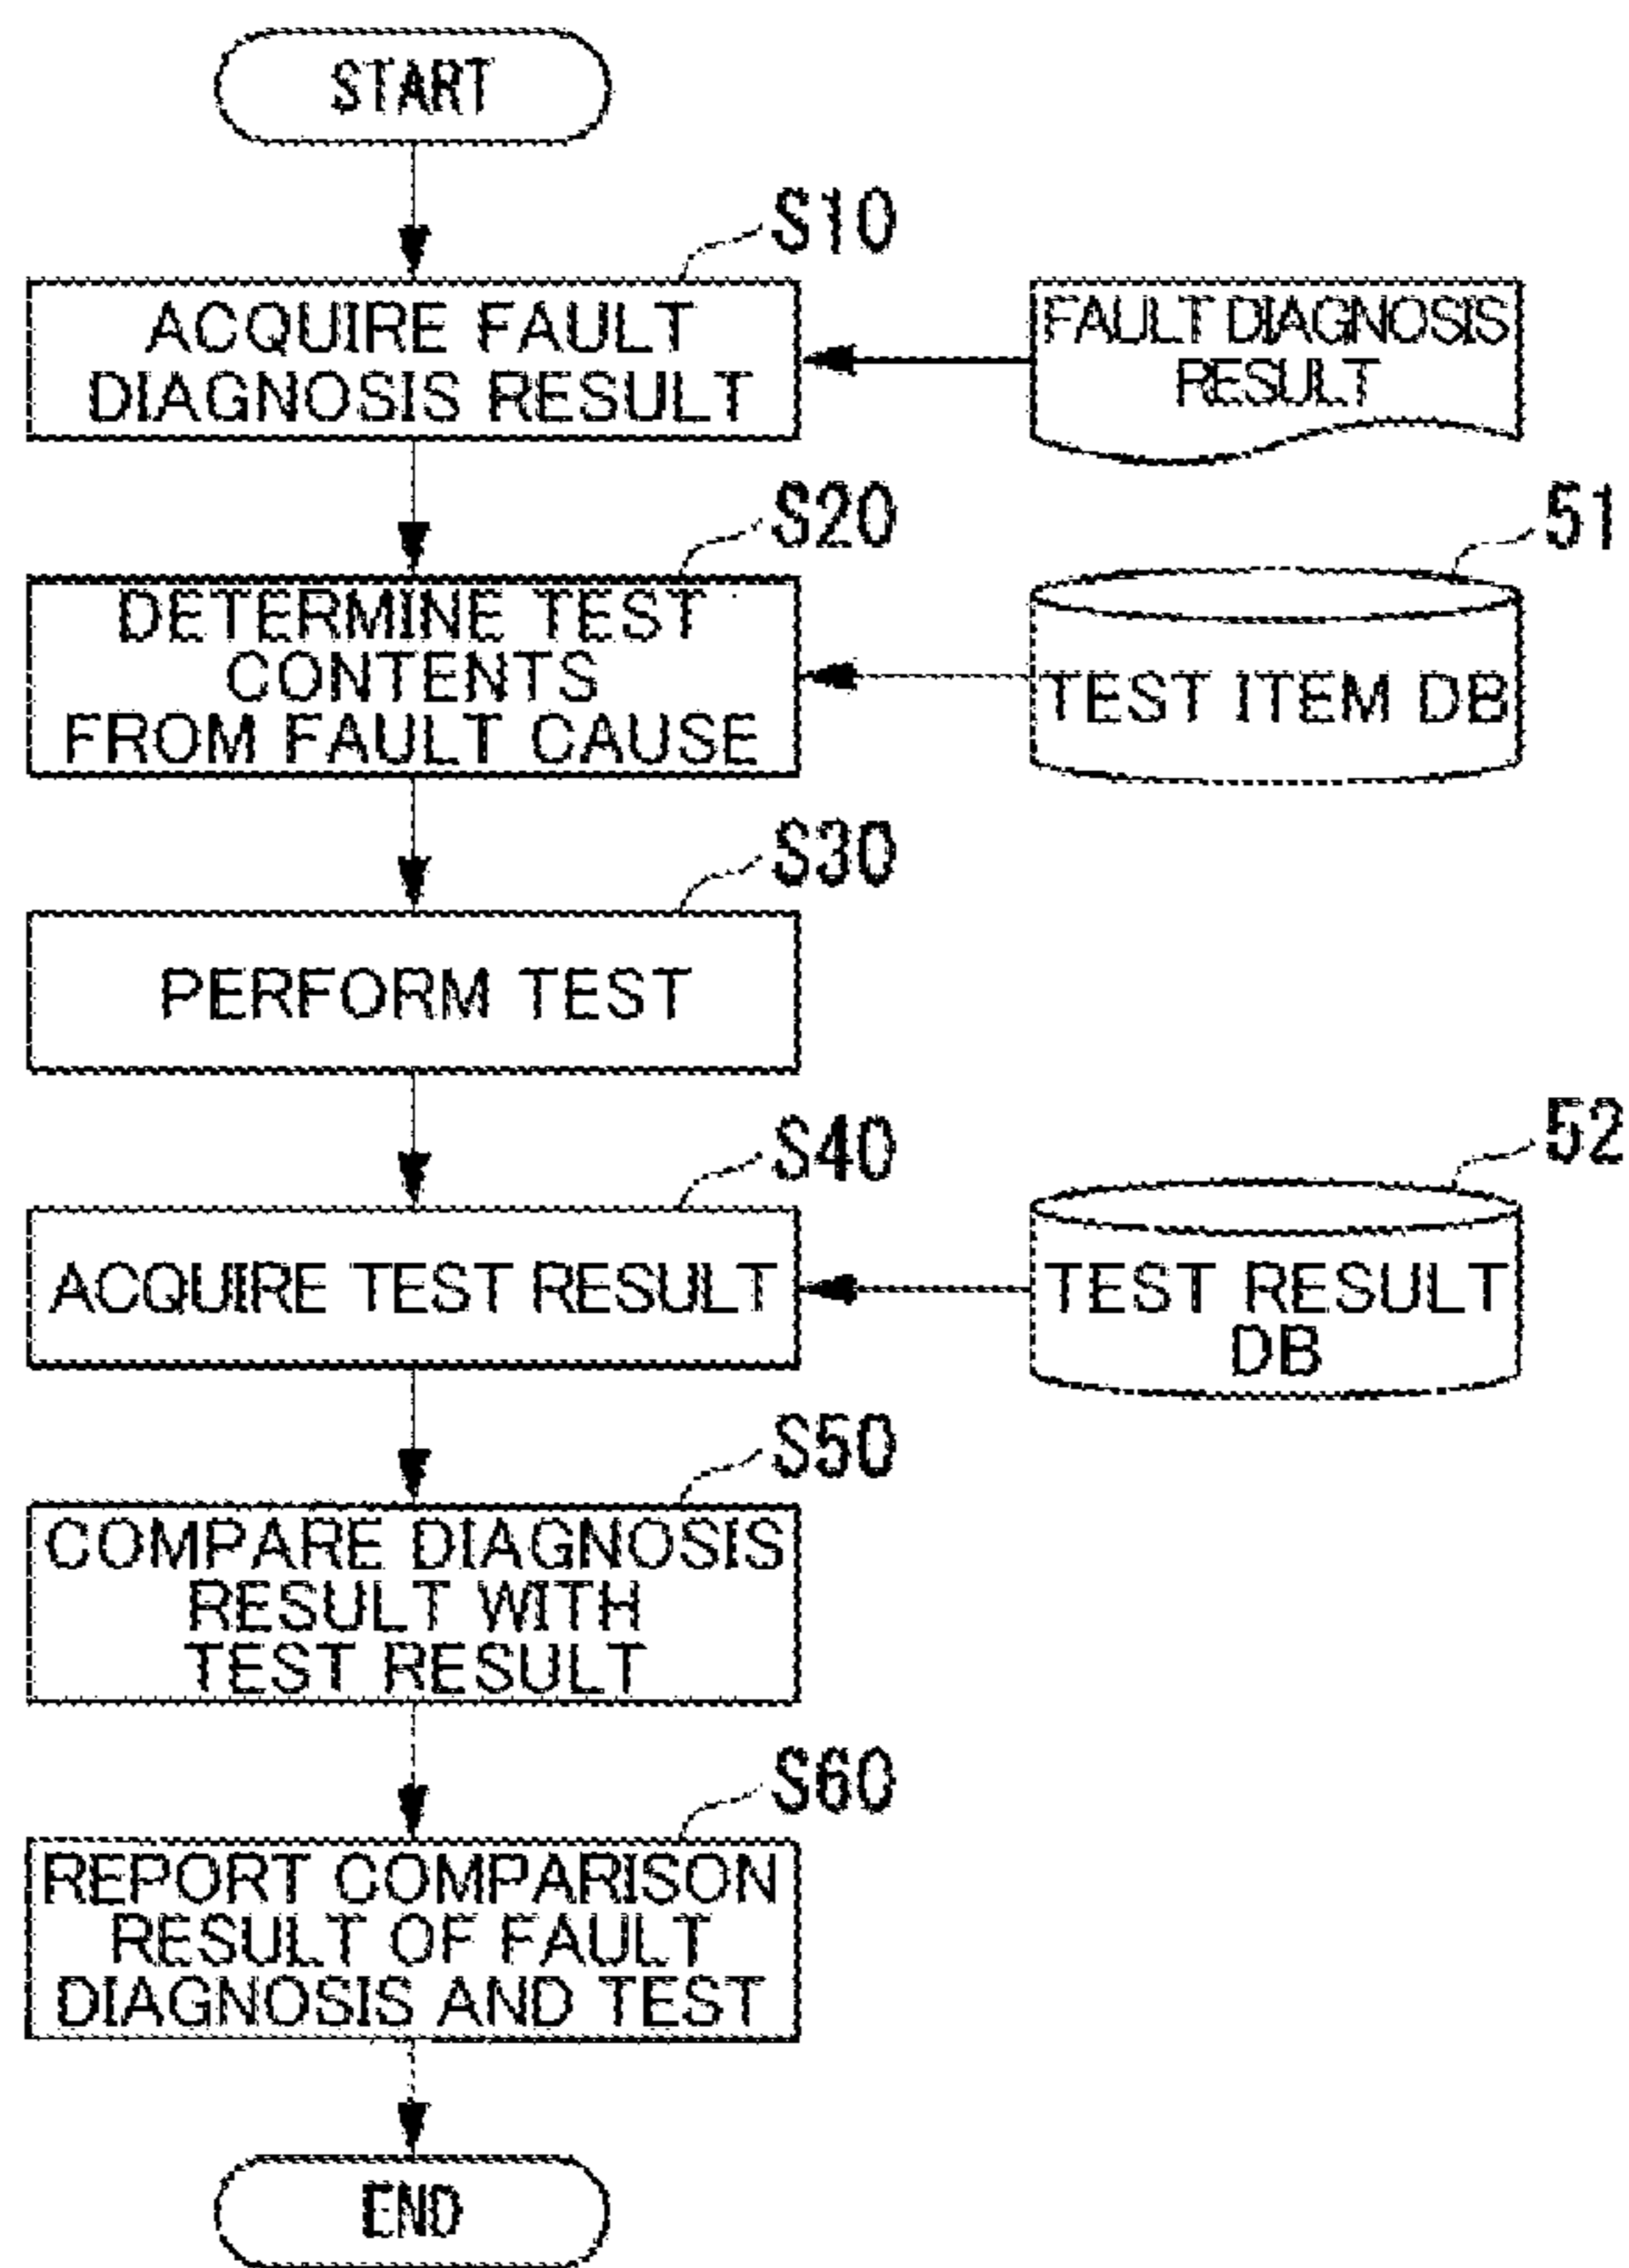 START
S10
ACQUIRE FAULT
DIAGNOSIS RESULT
FAULT DIAGNOSIS
RESULT
S20
DETERMINE TEST
CONTENTS
FROM FAULT CAUSE
51
TEST ITEM DB
S30
PERFORM TEST
S40
ACQUIRE TEST RESULT
52
TEST RESULT
DB
S50
COMPARE DIAGNOSIS
RESULT WITH
TEST RESULT
S60
REPORT COMPARISON
RESULT OF FAULT
DIAGNOSIS AND TEST
END